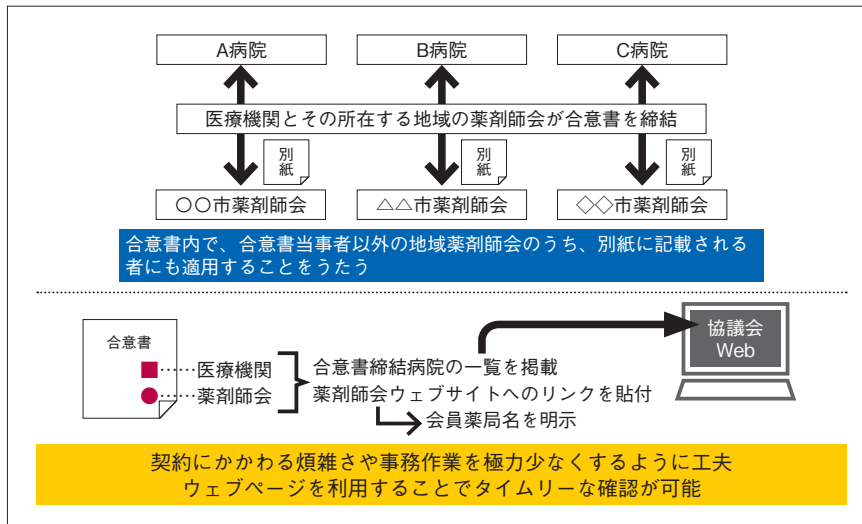 A病院
B病院
C病院
医療機関とその所在する地域の薬剤師会が合意書を締結
別紙
別紙
別紙
〇〇市薬剤師会
△△市薬剤師会
◇◇市薬剤師会
合意書内で、合意書当事者以外の地域薬剤師会のうち、別紙に記載される
者にも適用することをうたう
合意書
医療機関
薬剤師会
合意書締結病院の一覧を掲載
薬剤師会ウェブサイトへのリンクを貼付
会員薬局名を明示
協議会
Web
契約にかかわる煩雑さや事務作業を極力少なくするように工夫
ウェブページを利用することでタイムリーな確認が可能